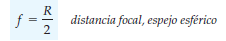 f = R/2 distancia focal, espejo esférico